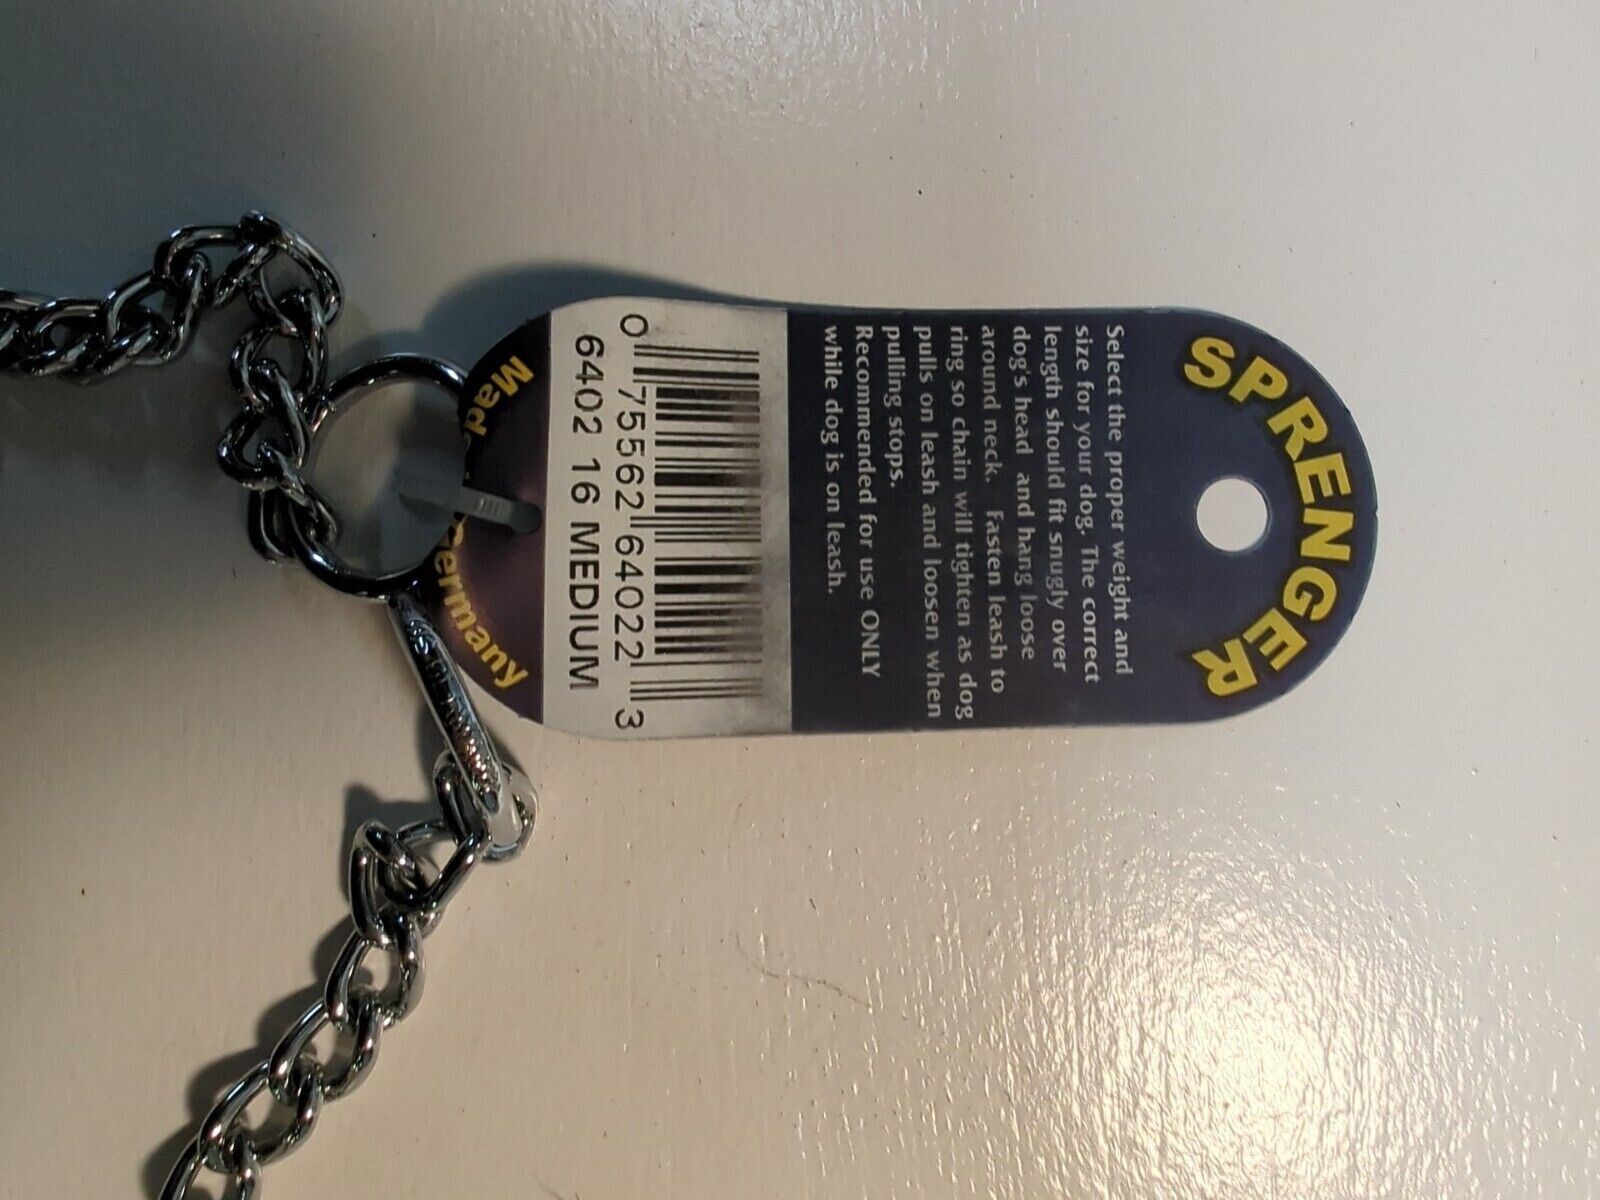 SPRENGER
Select the proper weight and
size for your dog. The correct
length should fit snugly over
dog's head and hang loose
around neck. Fasten leash to
ring so chain will tighten as dog
pulls on leash and loosen when
pulling stops.
Recommended for use ONLY
while dog is on leash.
0 75562 64022 3
6402 16 MEDIUM
Germany